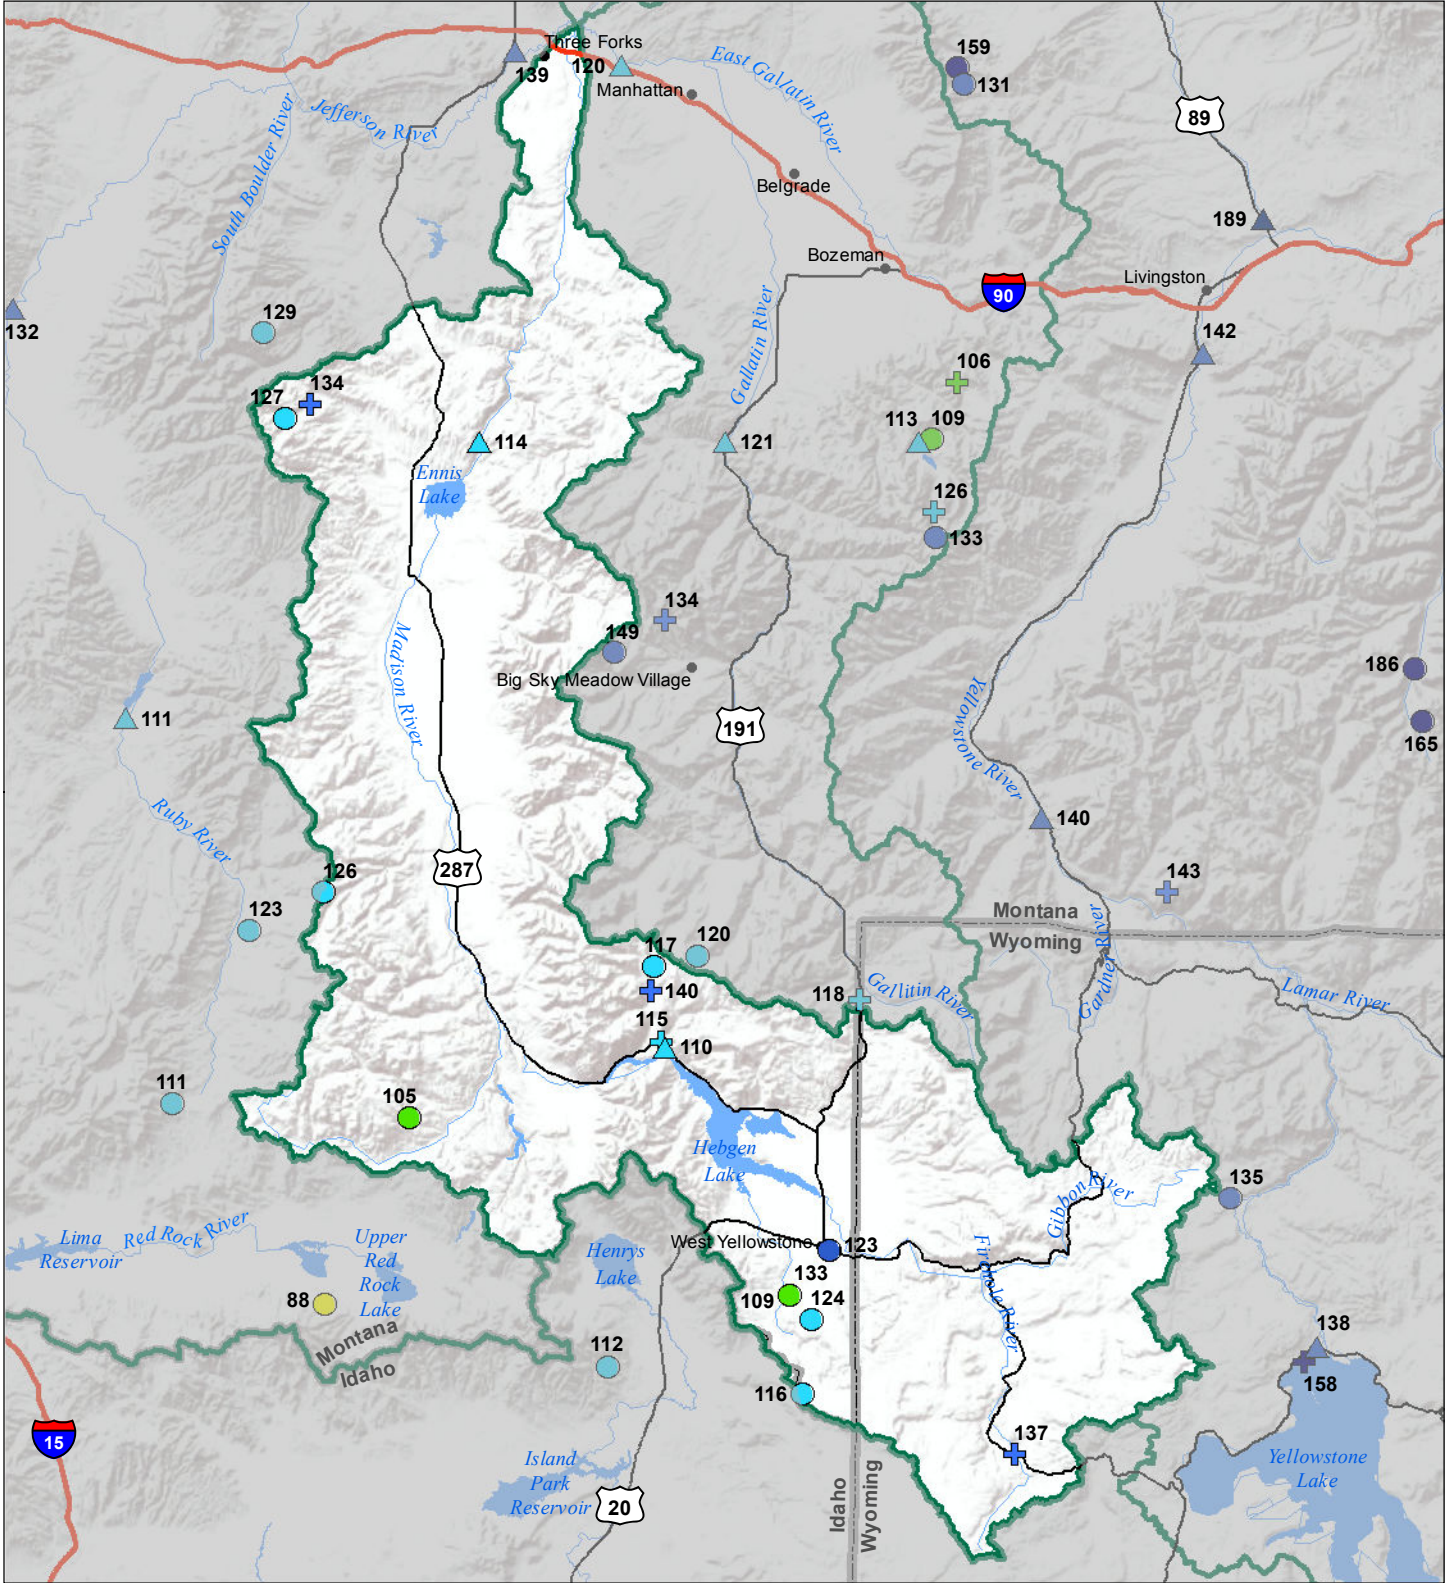 Three Forks
139
120
Manhattan
East Gallatin River
159
131
89
Jefferson River
South Boulder River
Belgrade
189
Bozeman
Livingston
90
132
129
Gallatin River
142
134
127
106
114
121
113
109
Ennis
Lake
126
133
134
149
Big Sky Meadow Village
Madison River
186
165
111
191
Yellowstone River
140
Ruby River
287
126
123
143
Montana
Wyoming
Gardner River
117
120
140
118
Gallitin River
Lamar River
115
110
111
105
Hebgen
Lake
135
Gibbon River
Lima
Reservoir
Red Rock River
Upper
Red
Rock
Lake
Henrys
Lake
West Yellowstone
123
Firehole River
133
109
124
88
Montana
Idaho
112
138
158
116
137
15
Island
Park
Reservoir
20
Idaho
Wyoming
Yellowstone
Lake